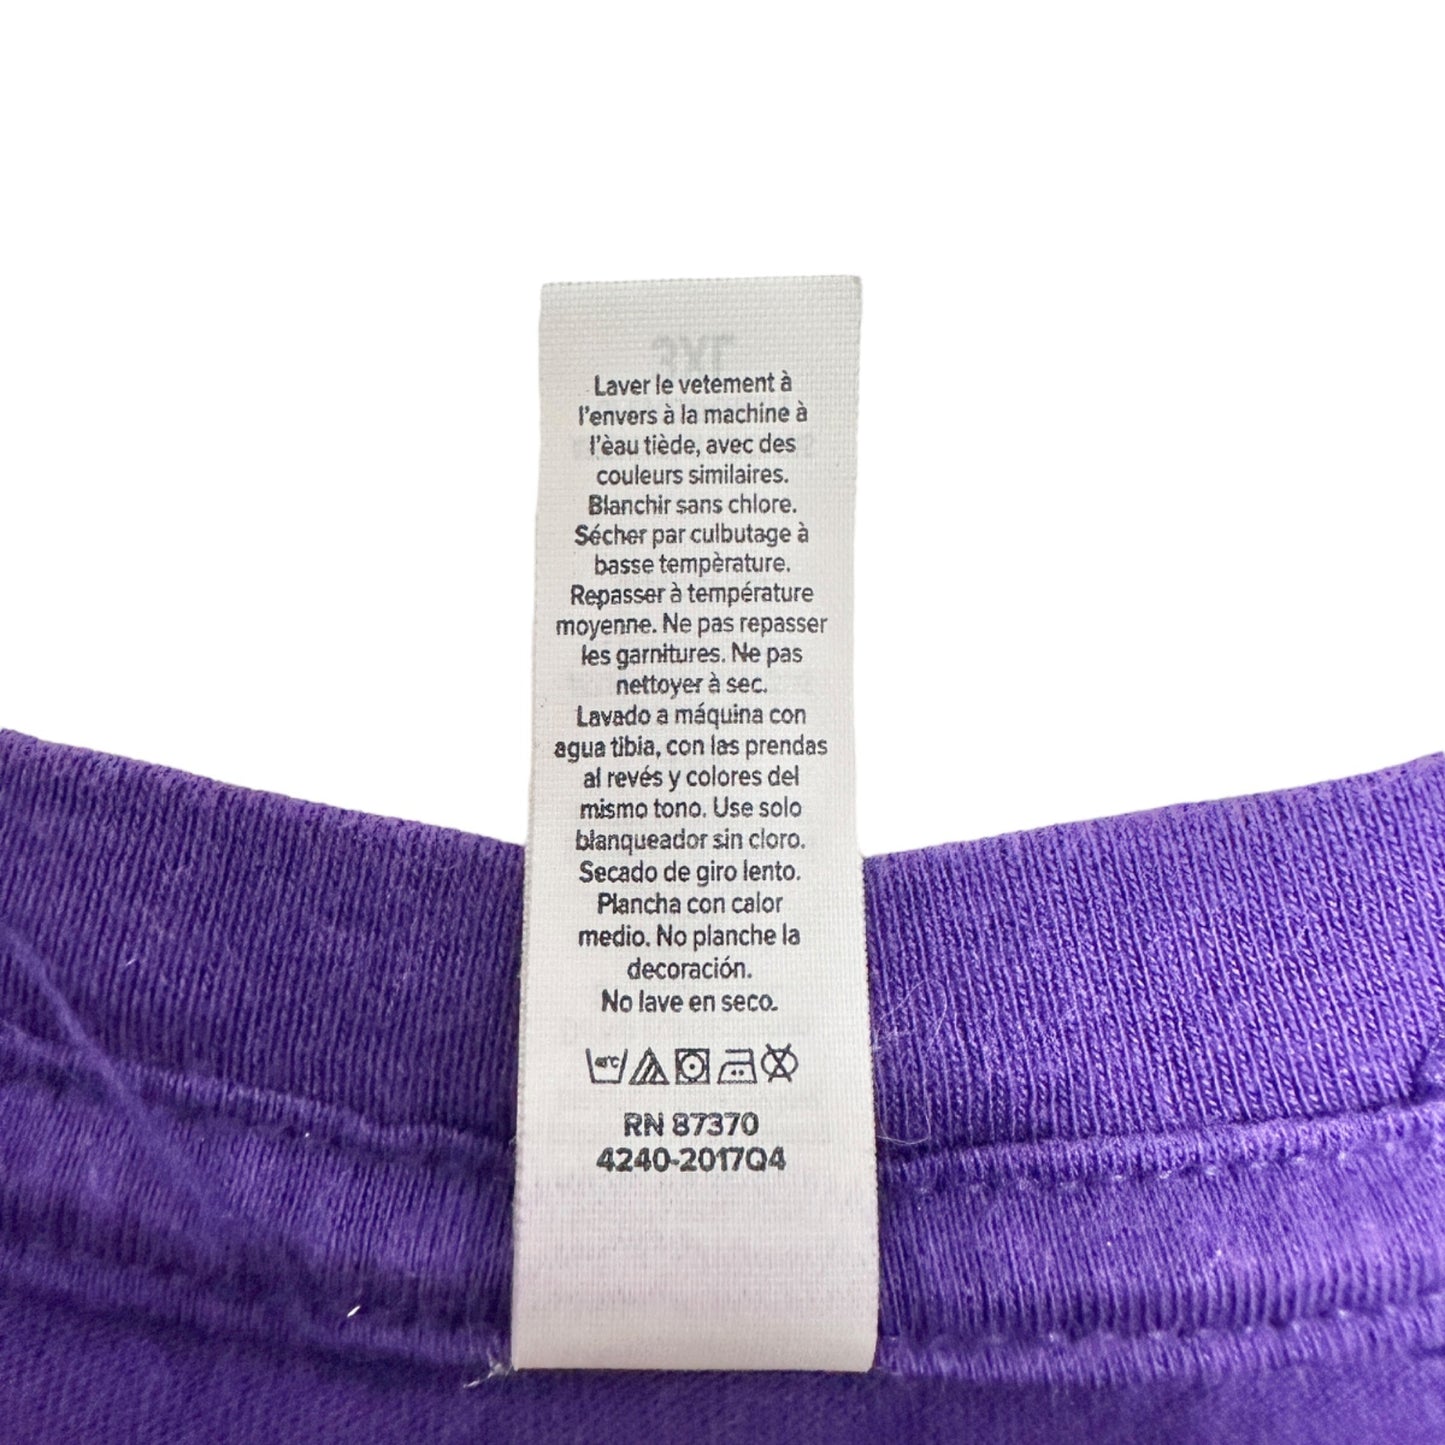 Laver le vetement à
l'envers à la machine à
l'èau tiède, avec des
couleurs similaires.
Blanchir sans chlore.
Sécher par culbutage à
basse tempèrature.
Repasser à température
moyenne. Ne pas repasser
les garnitures. Ne pas
nettoyer à sec.
Lavado a máquina con
agua tibia, con las prendas
al revés y colores del
mismo tono. Use solo
blanqueador sin cloro.
Secado de giro lento.
Plancha con calor
medio. No planche la
decoración.
No lave en seco.
RN 87370
4240-2017Q4